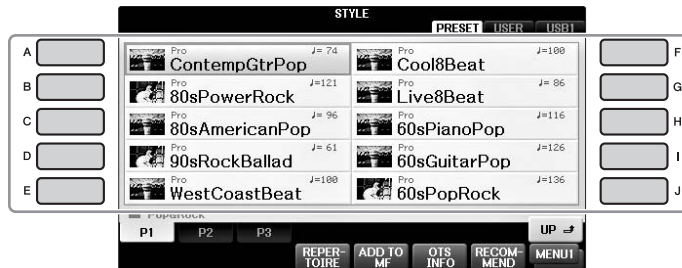 STYLE
PRESET USER USB1
A Pro ♩= 74 Pro ♩=100 F
ContempGtrPop Cool8Beat
B Pro ♩=121 Pro ♩= 86 G
80sPowerRock Live8Beat
C Pro ♩= 96 Pro ♩=116 H
80sAmericanPop 60sPianoPop
D Pro ♩= 61 Pro ♩=126 I
90sRockBallad 60sGuitarPop
E Pro ♩=100 Pro ♩=136 J
WestCoastBeat 60sPopRock
Pop&Rock
P1 P2 P3 UP
REPER- ADD TO OTS RECOM- MENU1
TOIRE MF INFO MEND